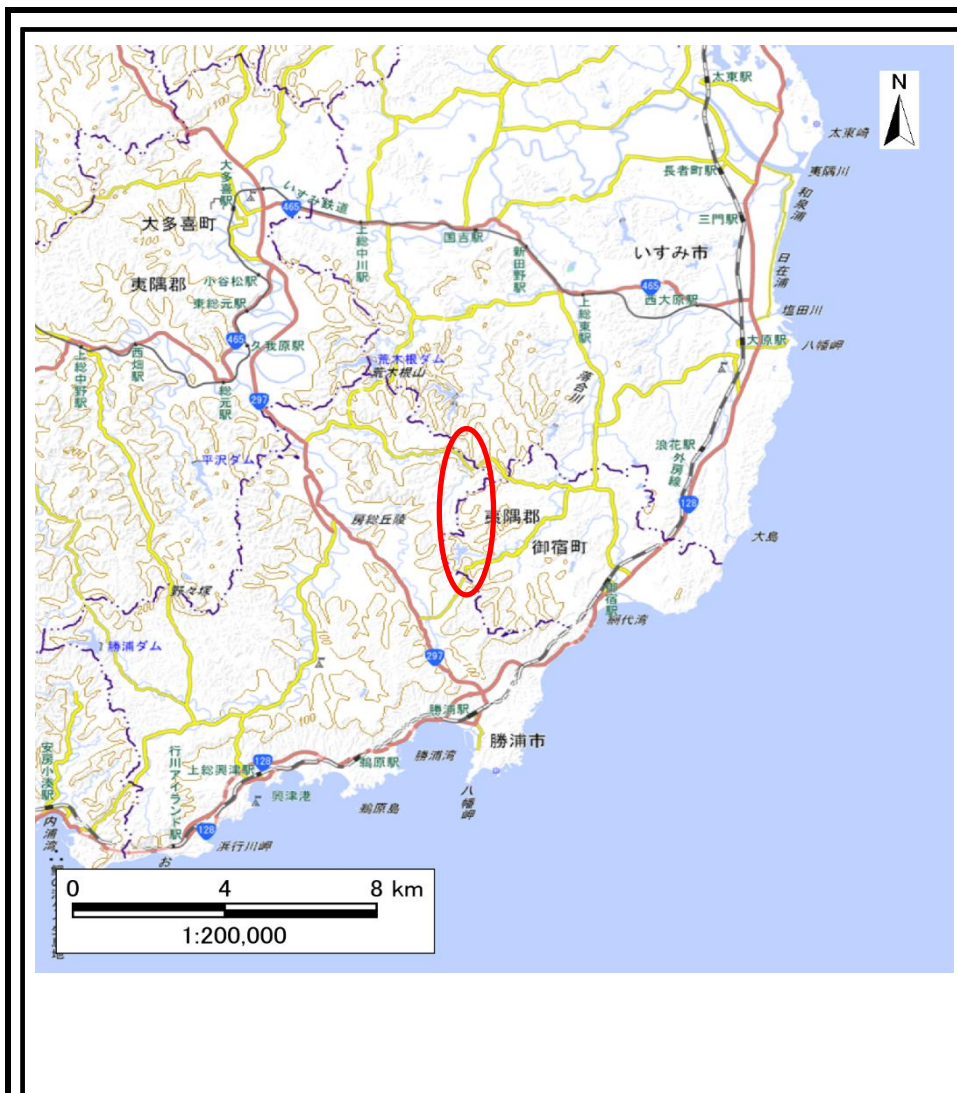 太東駅
N
太東崎
長者町駅
夷隅川
和泉浦
大多喜駅
いすみ鉄道
465
大多喜町
上総中川駅
国吉駅
三門駅
新田野駅
いすみ市
日在浦
夷隅郡
小谷松駅
465
西大原駅
東総元駅
上総東駅
塩田川
465
久我原駅
大原駅
八幡岬
上総中野駅
西畑駅
荒木根ダム
荒木根山
総元駅
落合川
297
浪花駅
外房線
平沢ダム
128
房総丘陵
夷隅郡
大島
御宿町
野々塚
御宿駅
網代湾
勝浦ダム
297
100
勝浦駅
勝浦市
安房小湊駅
行川アイランド駅
上総興津駅
128
鵜原駅
勝浦湾
八幡岬
興津港
鵜原島
内浦湾
128
浜行川岬
お
0 4 8 km
1:200,000